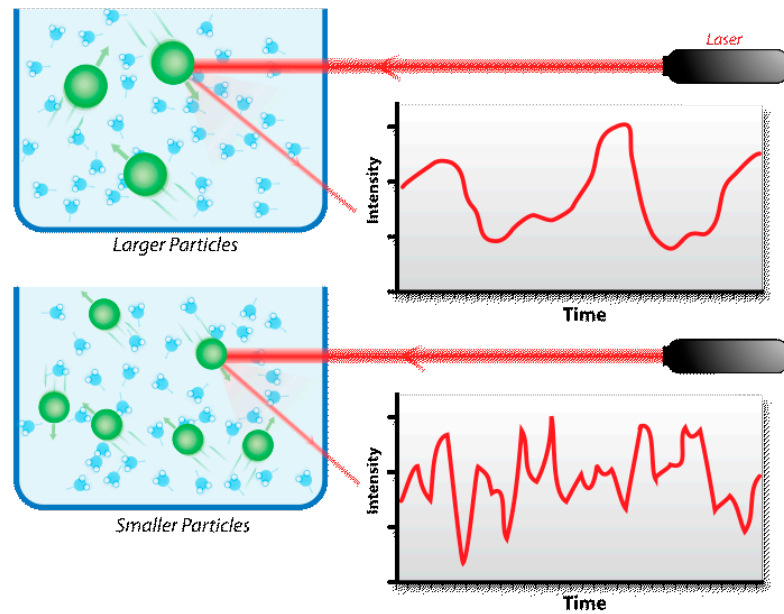 Laser
Intensity
Larger Particles
Time
Intensity
Smaller Particles
Time